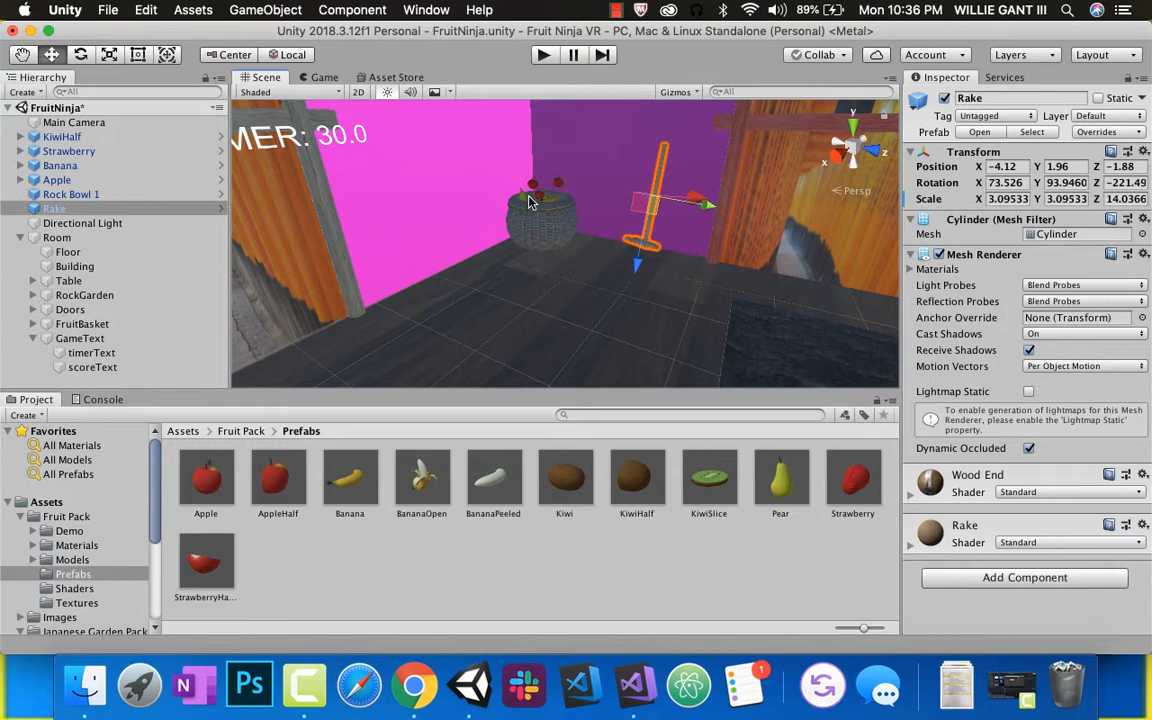 Unity File Edit Assets GameObject Component Window Help 89% Mon 10:36 PM WILLIE GANT III
Unity 2018.3.12f1 Personal - FruitNinja.unity - Fruit Ninja VR - PC, Mac & Linux Standalone (Personal) <Metal>
Center Local Collab Account Layers Layout
Hierarchy
Create All
FruitNinja*
Main Camera
KiwiHalf
Strawberry
Banana
Apple
Rock Bowl 1
Rake
Directional Light
Room
Floor
Building
Table
RockGarden
Doors
FruitBasket
GameText
timerText
scoreText
Scene Game Asset Store
Shaded 2D Gizmos All
MER: 30.0
y
x
z
Persp
Inspector Services
Rake Static
Tag Untagged Layer Default
Prefab Open Select Overrides
Transform
Position X -4.12 Y 1.96 Z -1.88
Rotation X 73.526 Y 93.9460 Z -221.49
Scale X 3.09533 Y 3.09533 Z 14.0366
Cylinder (Mesh Filter)
Mesh Cylinder
Mesh Renderer
Materials
Light Probes Blend Probes
Reflection Probes Blend Probes
Anchor Override None (Transform)
Cast Shadows On
Receive Shadows
Motion Vectors Per Object Motion
Lightmap Static
To enable generation of lightmaps for this Mesh
Renderer, please enable the 'Lightmap Static'
property.
Dynamic Occluded
Wood End
Shader Standard
Rake
Shader Standard
Add Component
Project Console
Create
Favorites
All Materials
All Models
All Prefabs
Assets
Fruit Pack
Demo
Materials
Models
Prefabs
Shaders
Textures
Images
Japanese Garden Pack
Assets Fruit Pack Prefabs
Apple AppleHalf Banana BananaOpen BananaPeeled Kiwi KiwiHalf KiwiSlice Pear Strawberry
StrawberryHa...
N Ps 1